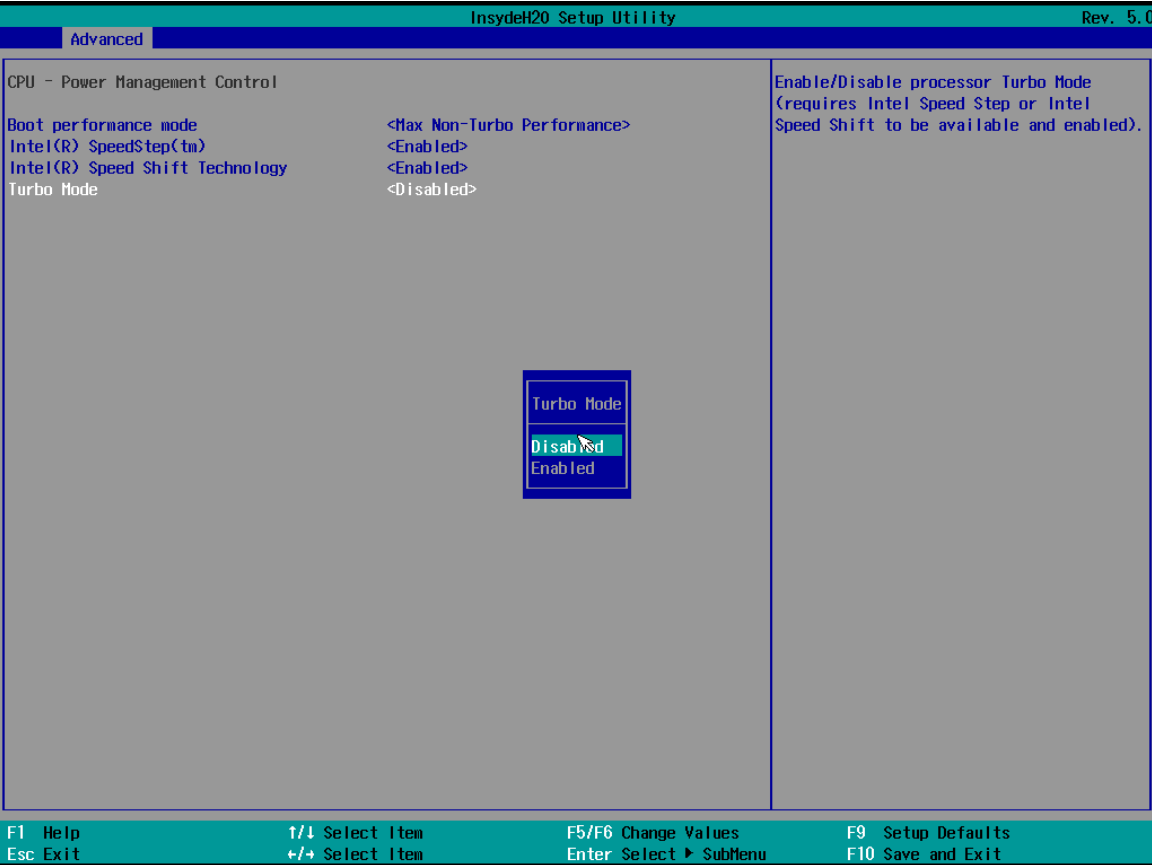 InsydeH20 Setup Utility Rev. 5.0
Advanced
CPU - Power Management Control
Boot performance mode <Max Non-Turbo Performance>
Intel(R) SpeedStep(tm) <Enabled>
Intel(R) Speed Shift Technology <Enabled>
Turbo Mode <Disabled>
Enable/Disable processor Turbo Mode
(requires Intel Speed Step or Intel
Speed Shift to be available and enabled).
Turbo Mode
Disabled
Enabled
F1 Help ↑/↓ Select Item F5/F6 Change Values F9 Setup Defaults
Esc Exit ←/→ Select Item Enter Select ▶ SubMenu F10 Save and Exit